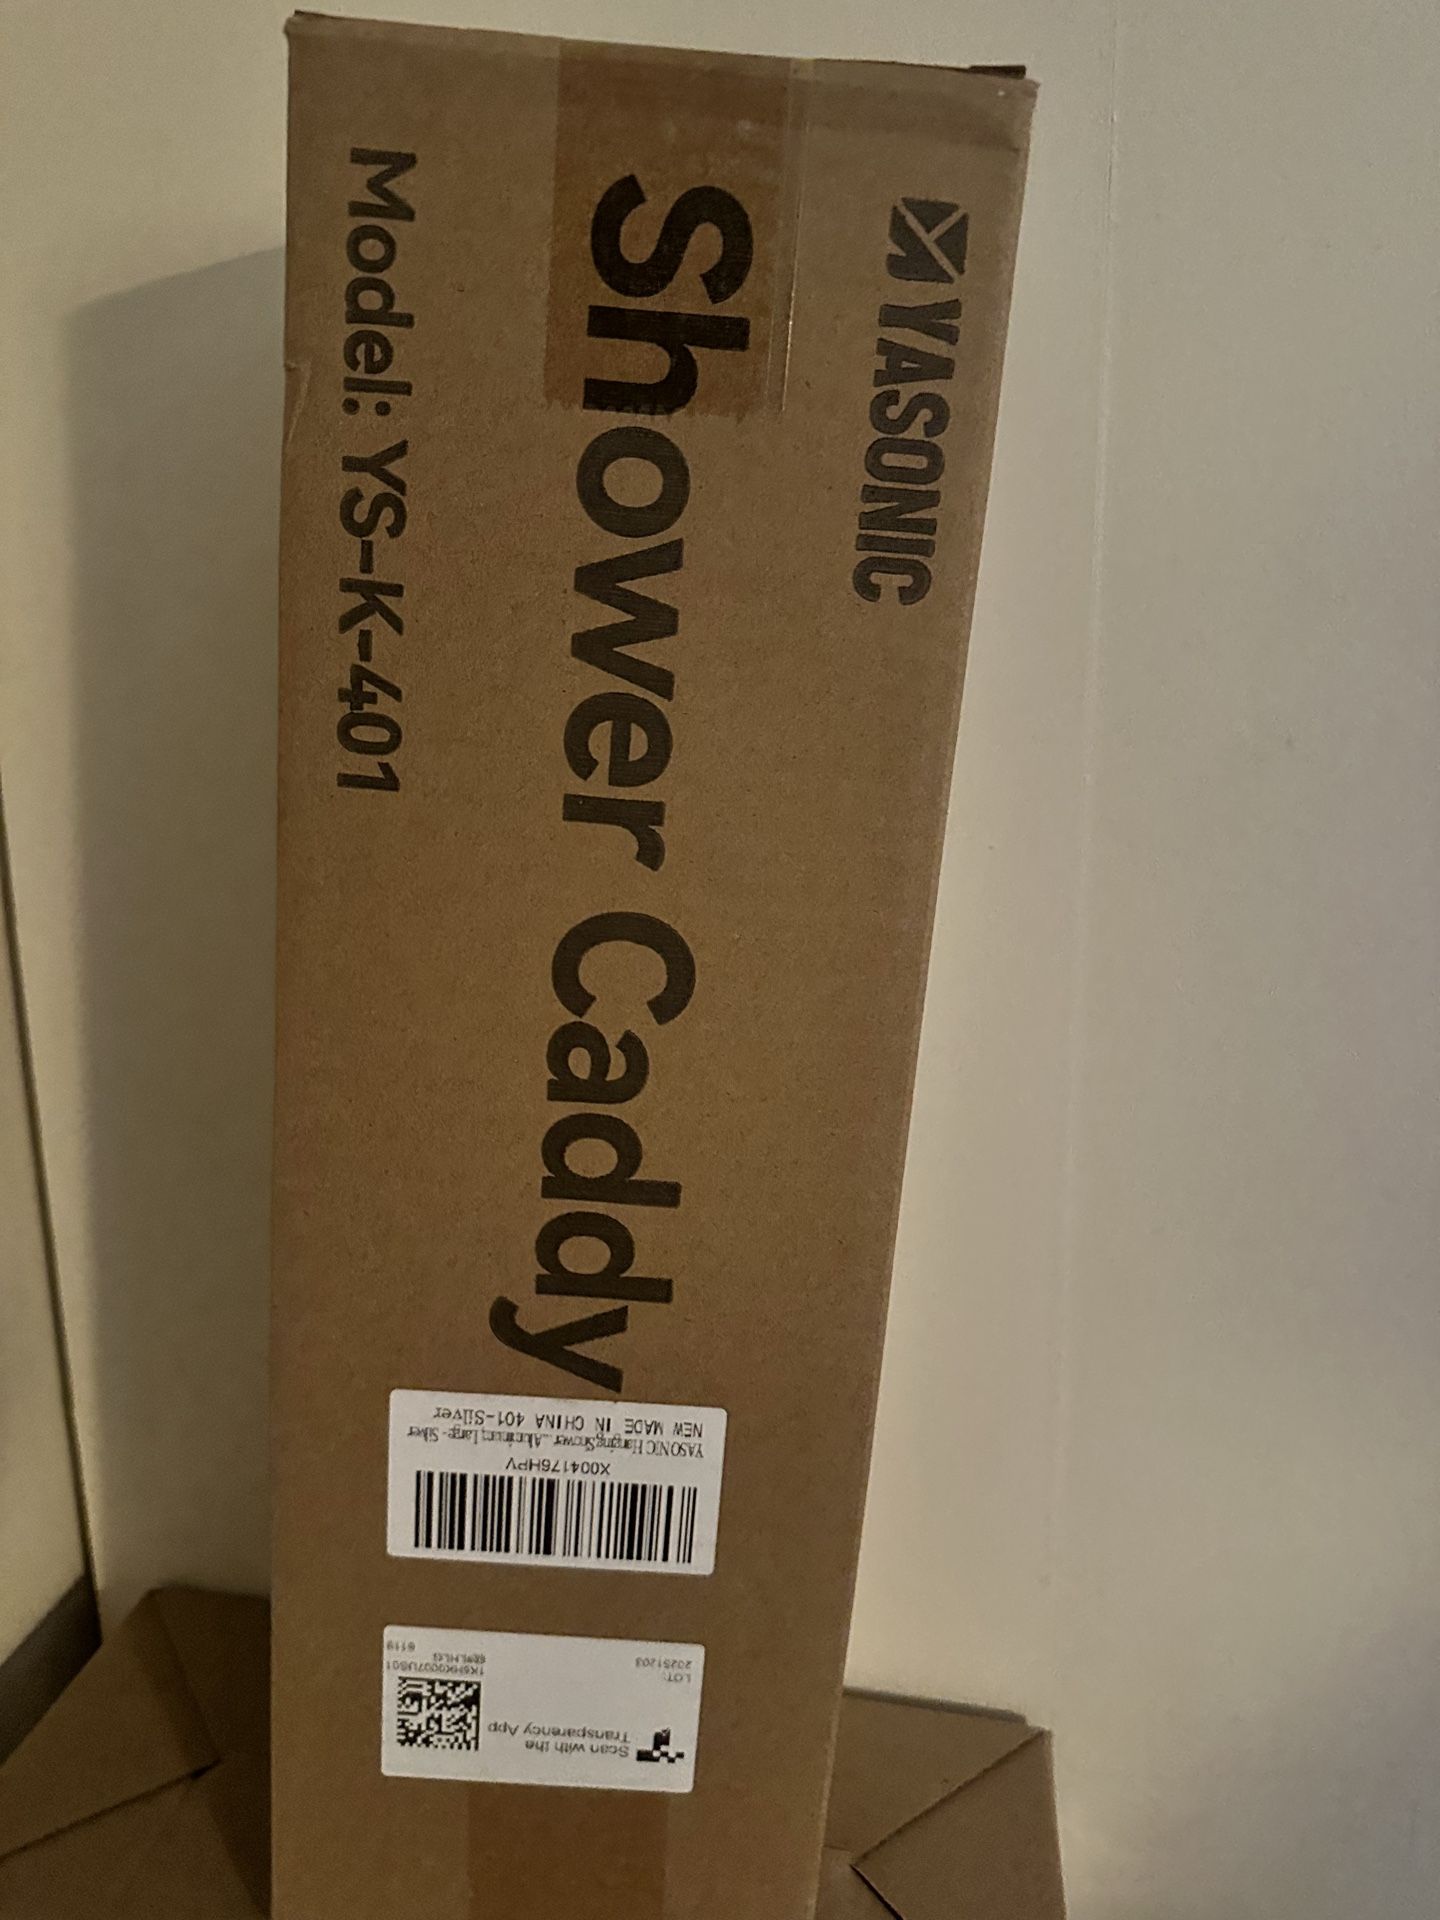 YASONIC
Shower Caddy
Model: YS-K-401
X004176HPV
YASONIC Hanging Shower ... Aluminum, Large - Silver
NEW MADE IN CHINA 401-Silver
Scan with the
Transparency App
LOT:
20251203
6119